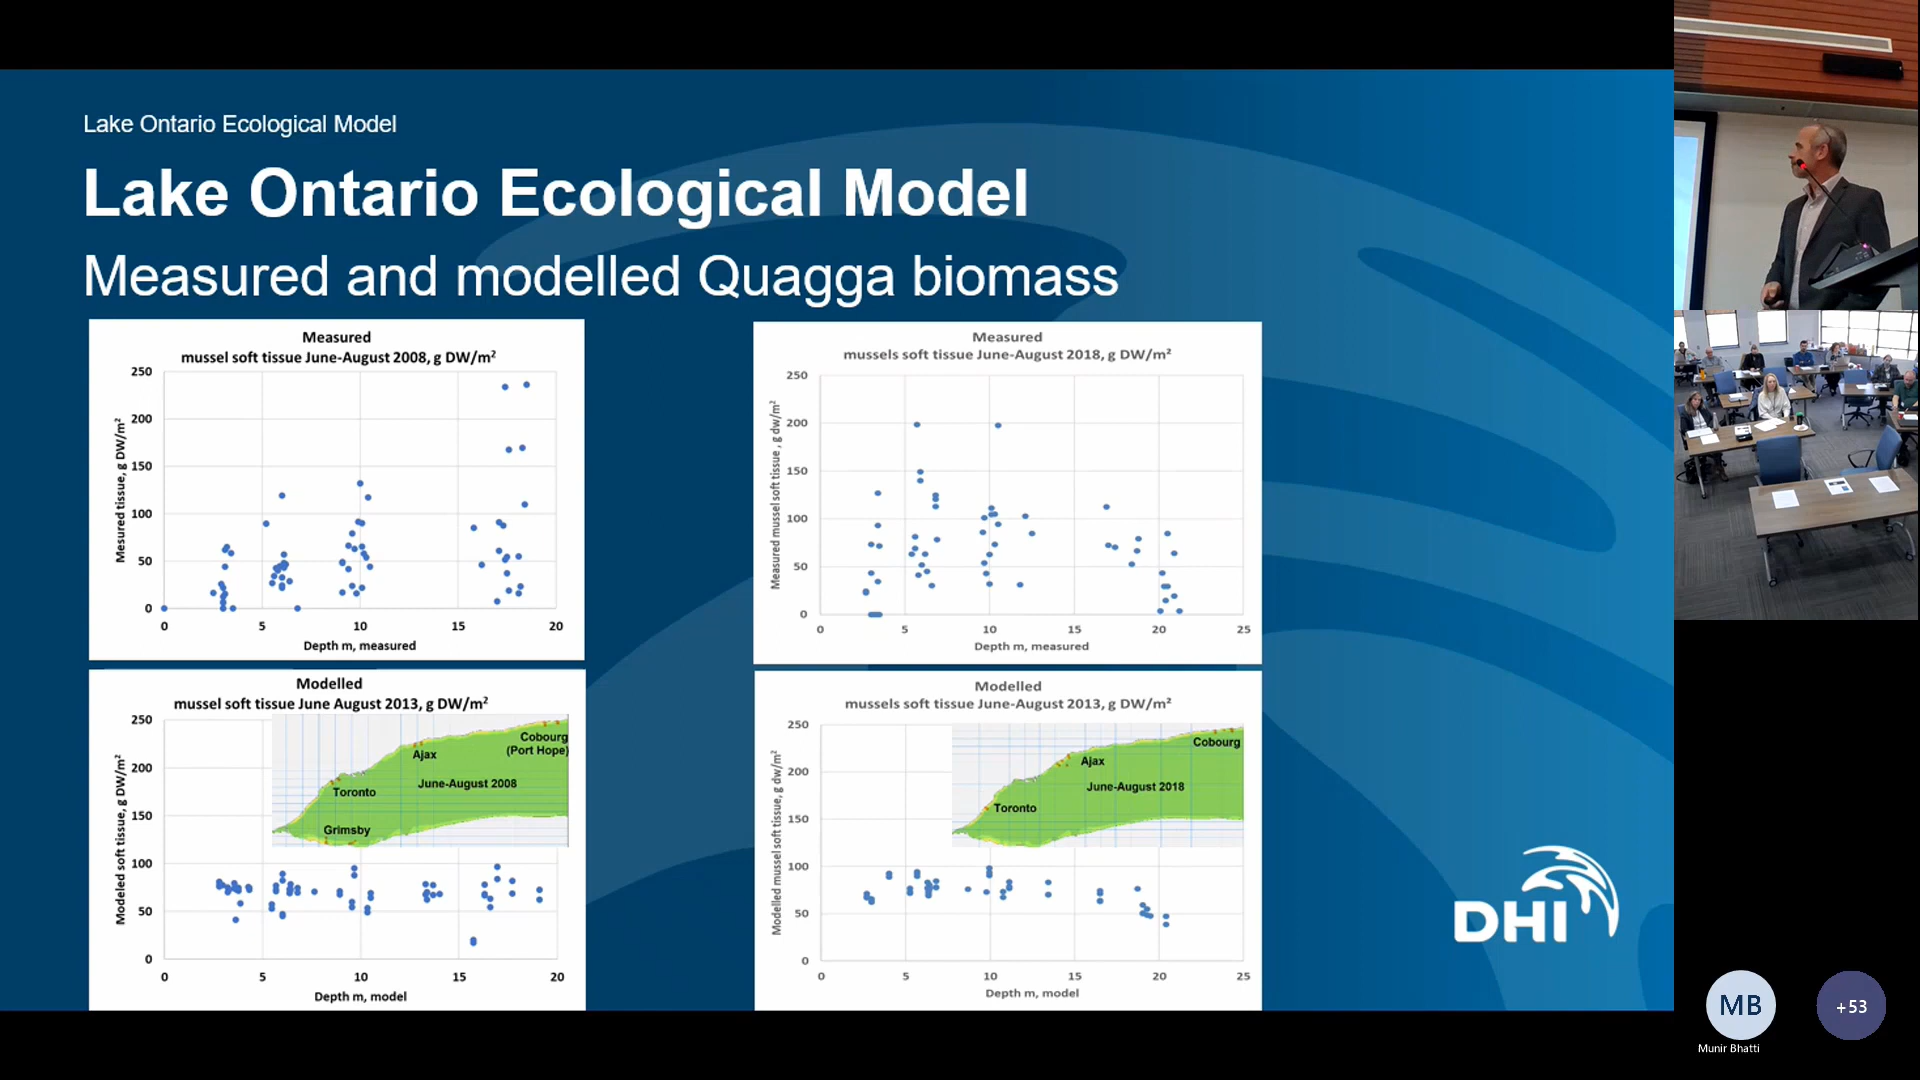 Lake Ontario Ecological Model
Lake Ontario Ecological Model
Measured and modelled Quagga biomass
Measured
mussel soft tissue June-August 2008, g DW/m²
Mesured tissue, g DW/m²
250
200
150
100
50
0
0 5 10 15 20
Depth m, measured
Measured
mussels soft tissue June-August 2018, g DW/m²
Measured mussel soft tissue , g dw/m²
250
200
150
100
50
0
0 5 10 15 20 25
Depth m, measured
Modelled
mussel soft tissue June August 2013, g DW/m²
Modeled soft tissue, g DW/m²
250
200
150
100
50
0
Cobourg
(Port Hope)
Ajax
June-August 2008
Toronto
Grimsby
0 5 10 15 20
Depth m, model
Modelled
mussels soft tissue June-August 2013, g DW/m²
Modelled mussel soft tissue, g dw/m²
250
200
150
100
50
0
Cobourg
Ajax
June-August 2018
Toronto
0 5 10 15 20 25
Depth m, model
DHI
MB
+53
Munir Bhatti